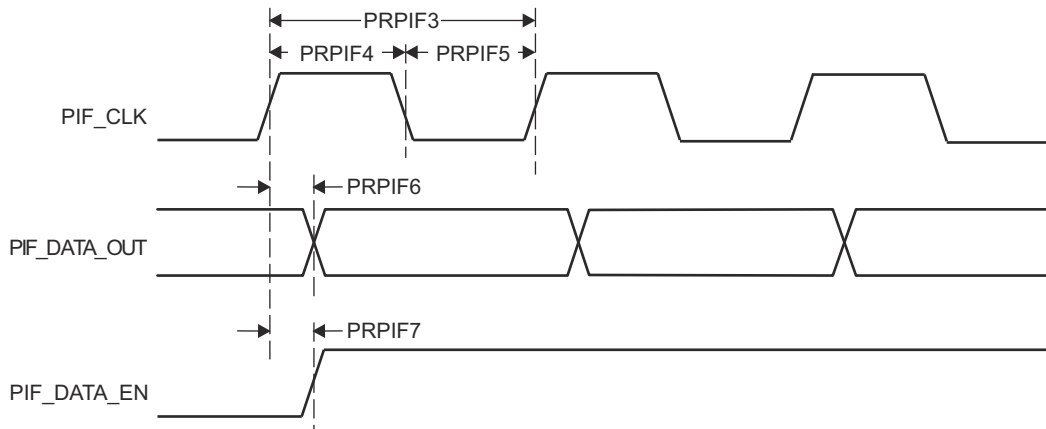 PRPIF3
PRPIF4
PRPIF5
PIF_CLK
PRPIF6
PIF_DATA_OUT
PRPIF7
PIF_DATA_EN